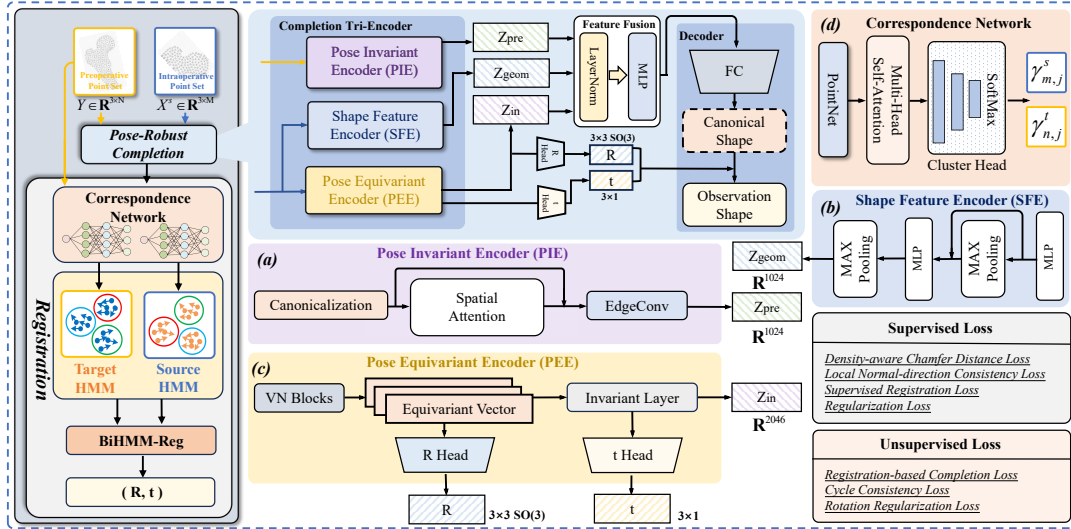 Preoperative
Point Set
Intraoperative
Point Set
Y ∈ R^{3×N}
X^s ∈ R^{3×M}
Pose-Robust
Completion
Correspondence
Network
Registration
Target
HMM
Source
HMM
BiHMM-Reg
( R, t )
Completion Tri-Encoder
Pose Invariant
Encoder (PIE)
Shape Feature
Encoder (SFE)
Pose Equivariant
Encoder (PEE)
Zpre
Zgeom
Zin
Feature Fusion
LayerNorm
MLP
R
Head
t
Head
3×3 SO(3)
R
t
3×1
Decoder
FC
Canonical
Shape
Observation
Shape
(d)
Correspondence Network
PointNet
Multi-Head
Self-Attention
SoftMax
Cluster Head
γ^s_{m,j}
γ^t_{n,j}
(b)
Shape Feature Encoder (SFE)
MAX
Pooling
MLP
MAX
Pooling
MLP
Zgeom
R^{1024}
(a)
Pose Invariant Encoder (PIE)
Canonicalization
Spatial
Attention
EdgeConv
Zpre
R^{1024}
(c)
Pose Equivariant Encoder (PEE)
VN Blocks
Equivariant Vector
Invariant Layer
Zin
R^{2046}
R Head
t Head
R
3×3 SO(3)
t
3×1
Supervised Loss
Density-aware Chamfer Distance Loss
Local Normal-direction Consistency Loss
Supervised Registration Loss
Regularization Loss
Unsupervised Loss
Registration-based Completion Loss
Cycle Consistency Loss
Rotation Regularization Loss